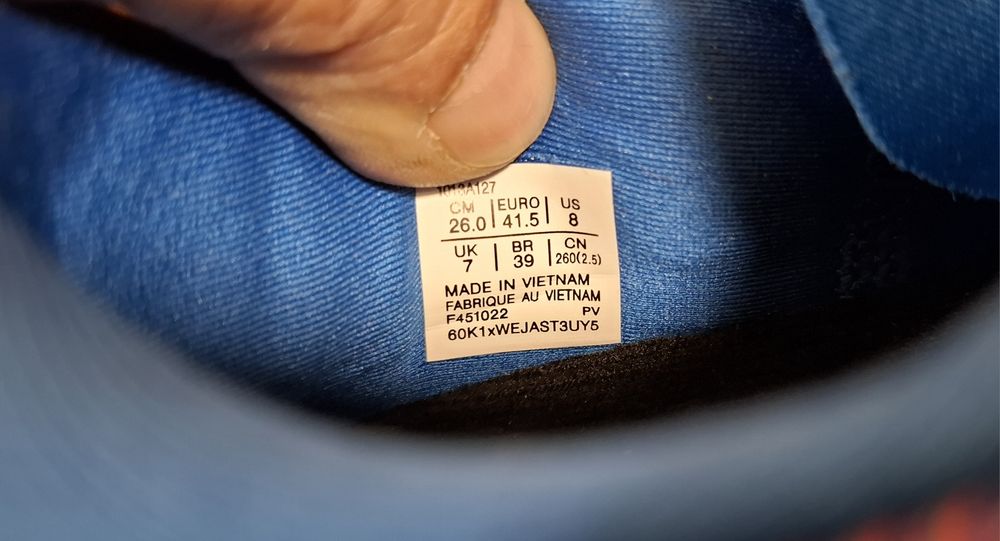 1013A127
CM | EURO | US
26.0 | 41.5 | 8
UK | BR | CN
7 | 39 | 260(2.5)
MADE IN VIETNAM
FABRIQUE AU VIETNAM
F451022 PV
60K1xWEJAST3UY5